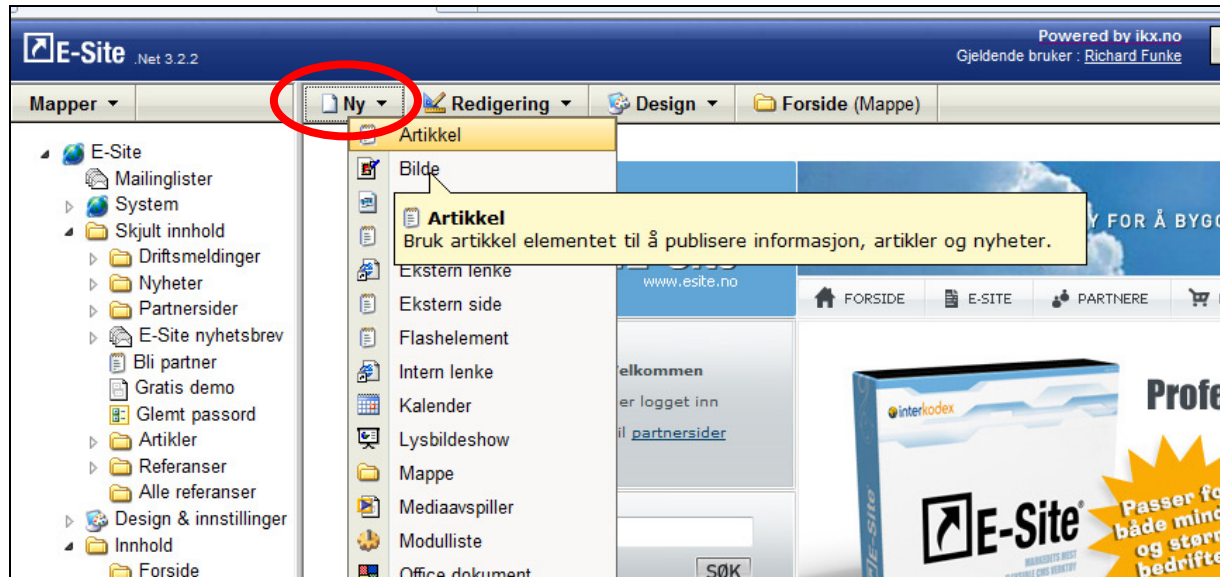 E-Site .Net 3.2.2
Powered by ikx.no
Gjeldende bruker : Richard Funke
Mapper
Ny
Redigering
Design
Forside (Mappe)
E-Site
Mailinglister
System
Skjult innhold
Driftsmeldinger
Nyheter
Partnersider
E-Site nyhetsbrev
Bli partner
Gratis demo
Glemt passord
Artikler
Referanser
Alle referanser
Design & innstillinger
Innhold
Forside
Artikkel
Bilde
Artikkel
Bruk artikkel elementet til å publisere informasjon, artikler og nyheter.
Ekstern lenke
Ekstern side
Flashelement
Intern lenke
Kalender
Lysbildeshow
Mappe
Mediaavspiller
Modulliste
Office dokument
www.esite.no
elkommen
er logget inn
il partnersider
SØK
Y FOR Å BYGG
FORSIDE
E-SITE
PARTNERE
interkodex
E-Site
E-Site
Profe
Passer fo
både mind
og størr
bedrifte